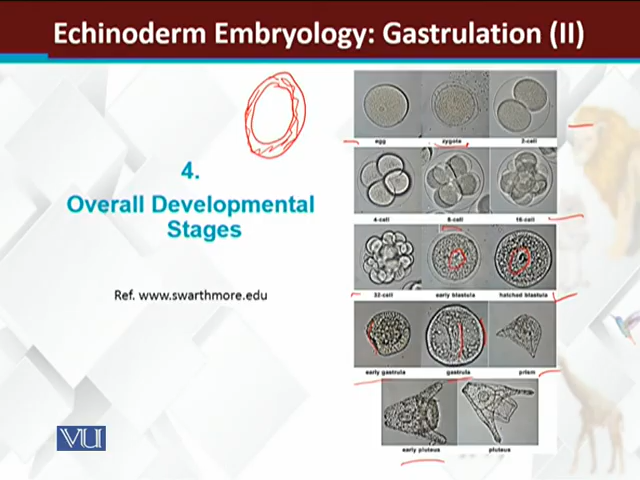 Echinoderm Embryology: Gastrulation (II)
4.
Overall Developmental
Stages
Ref. www.swarthmore.edu
egg zygote 2-cell
4-cell 8-cell 16-cell
32-cell early blastula hatched blastula
early gastrula gastrula prism
early pluteus pluteus
VU